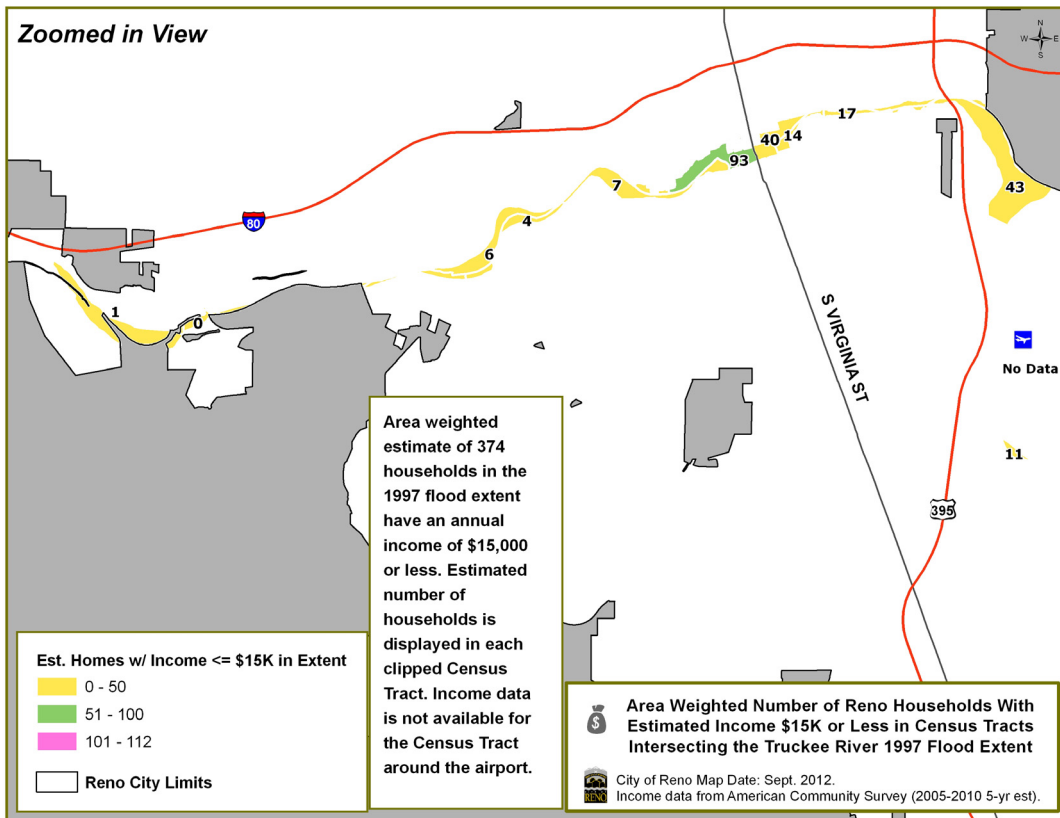 Zoomed in View
N
W E
S
17
40
14
93
7
43
4
80
6
1
0
S VIRGINIA ST
No Data
11
395
Area weighted
estimate of 374
households in the
1997 flood extent
have an annual
income of $15,000
or less. Estimated
number of
households is
displayed in each
clipped Census
Tract. Income data
is not available for
the Census Tract
around the airport.
Est. Homes w/ Income <= $15K in Extent
0 - 50
51 - 100
101 - 112
Reno City Limits
$
Area Weighted Number of Reno Households With
Estimated Income $15K or Less in Census Tracts
Intersecting the Truckee River 1997 Flood Extent
RENO
City of Reno Map Date: Sept. 2012.
Income data from American Community Survey (2005-2010 5-yr est).